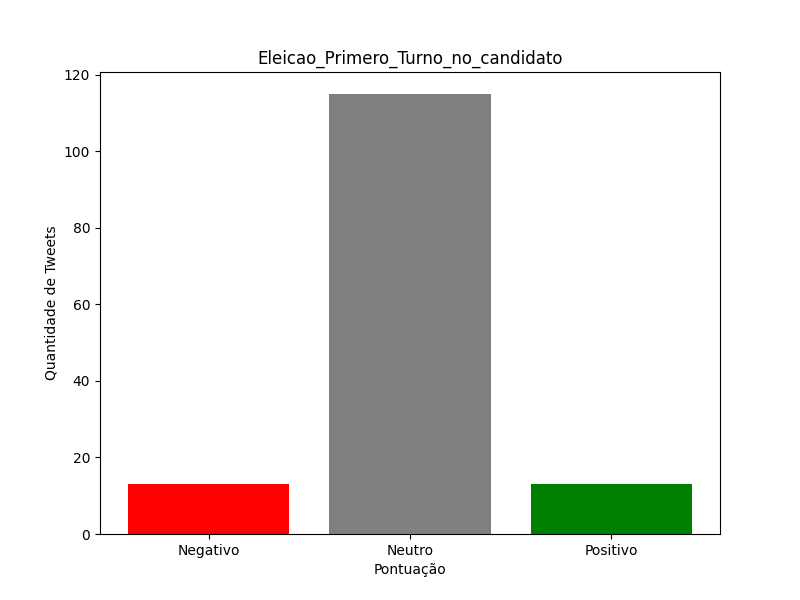 Eleicao_Primero_Turno_no_candidato
120
100
80
60
40
20
0
Quantidade de Tweets
Negativo
Neutro
Positivo
Pontuação